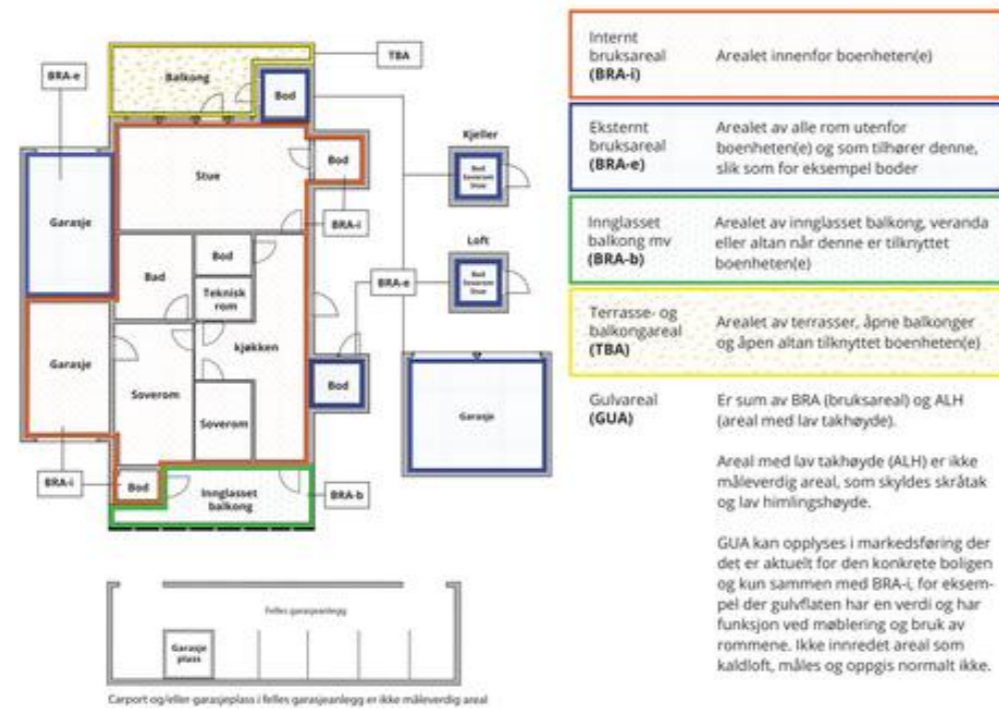 TBA
BRA-e
Balkong
Bod
Kjeller
Bod
Soverom
Stue
Stue
Bod
Garasje
BRA-i
Loft
Bod
Soverom
Stue
Bad
Bod
Teknisk
rom
BRA-e
Garasje
kjøkken
Soverom
Soverom
Bod
Garasje
BRA-i
Bod
Innglasset
balkong
BRA-b
Felles garasjeanlegg
Garasje
plass
Carport og/eller garasjeplass i felles garasjeanlegg er ikke måleverdig areal
Internt
bruksareal
(BRA-i)
Arealet innenfor boenheten(e)
Eksternt
bruksareal
(BRA-e)
Arealet av alle rom utenfor
boenheten(e) og som tilhører denne,
slik som for eksempel boder
Innglasset
balkong mv
(BRA-b)
Arealet av innglasset balkong, veranda
eller altan når denne er tilknyttet
boenheten(e)
Terrasse- og
balkongareal
(TBA)
Arealet av terrasser, åpne balkonger
og åpen altan tilknyttet boenheten(e)
Gulvareal
(GUA)
Er sum av BRA (bruksareal) og ALH
(areal med lav takhøyde).
Areal med lav takhøyde (ALH) er ikke
måleverdig areal, som skyldes skråtak
og lav himlingshøyde.
GUA kan opplyses i markedsføring der
det er aktuelt for den konkrete boligen
og kun sammen med BRA-i, for eksem-
pel der gulvflaten har en verdi og har
funksjon ved møblering og bruk av
rommene. Ikke innredet areal som
kaldloft, måles og oppgis normalt ikke.